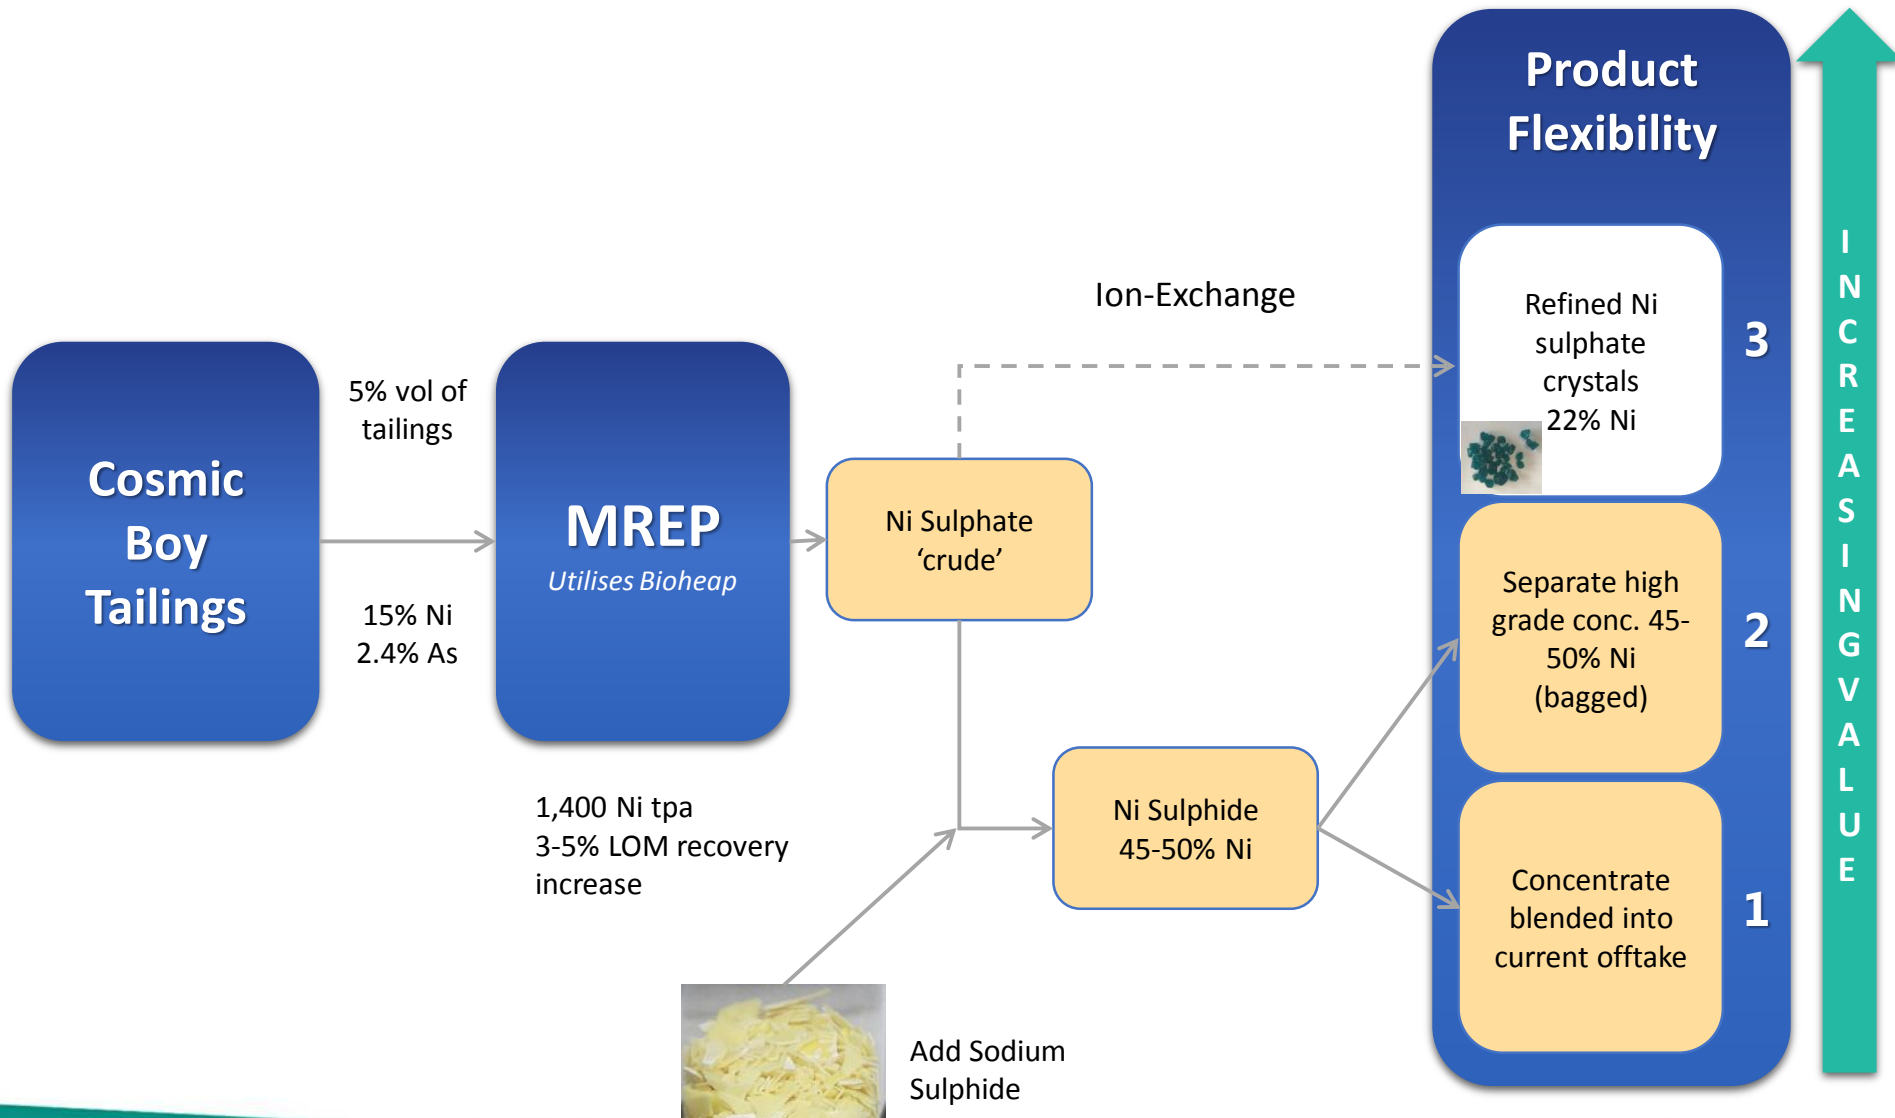 Cosmic
Boy
Tailings
5% vol of
tailings
15% Ni
2.4% As
MREP
Utilises Bioheap
1,400 Ni tpa
3-5% LOM recovery
increase
Ni Sulphate
‘crude’
Ion-Exchange
Add Sodium
Sulphide
Ni Sulphide
45-50% Ni
Product
Flexibility
Refined Ni
sulphate
crystals
22% Ni
3
Separate high
grade conc. 45-
50% Ni
(bagged)
2
Concentrate
blended into
current offtake
1
I
N
C
R
E
A
S
I
N
G
V
A
L
U
E